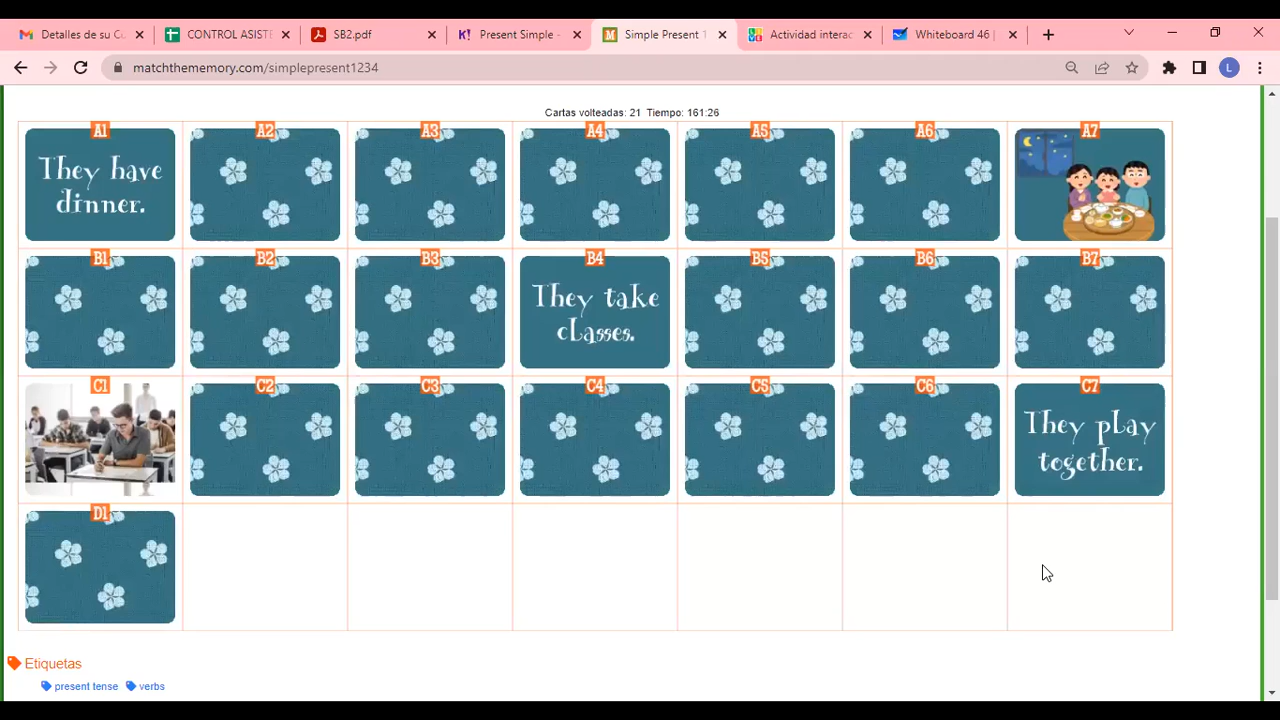 Detalles de su Cu
CONTROL ASISTE
SB2.pdf
Present Simple -
Simple Present 1
Actividad interac
Whiteboard 46 |
matchthememory.com/simplepresent1234
L
Cartas volteadas: 21 Tiempo: 161:26
A1
A2
A3
A4
A5
A6
A7
They have
dinner.
B1
B2
B3
B4
B5
B6
B7
They take
classes.
C1
C2
C3
C4
C5
C6
C7
They play
together.
D1
Etiquetas
present tense
verbs